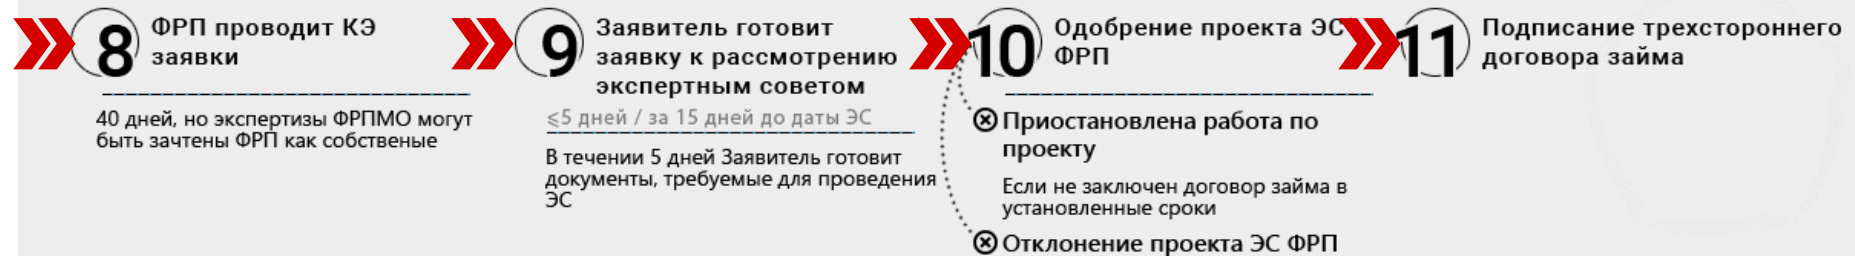 8
ФРП проводит КЭ
заявки
40 дней, но экспертизы ФРПМО могут
быть зачтены ФРП как собственые
9
Заявитель готовит
заявку к рассмотрению
экспертным советом
⩽5 дней / за 15 дней до даты ЭС
В течении 5 дней Заявитель готовит
документы, требуемые для проведения
ЭС
10
Одобрение проекта ЭС
ФРП
Приостановлена работа по
проекту
Если не заключен договор займа в
установленные сроки
Отклонение проекта ЭС ФРП
11
Подписание трехстороннего
договора займа